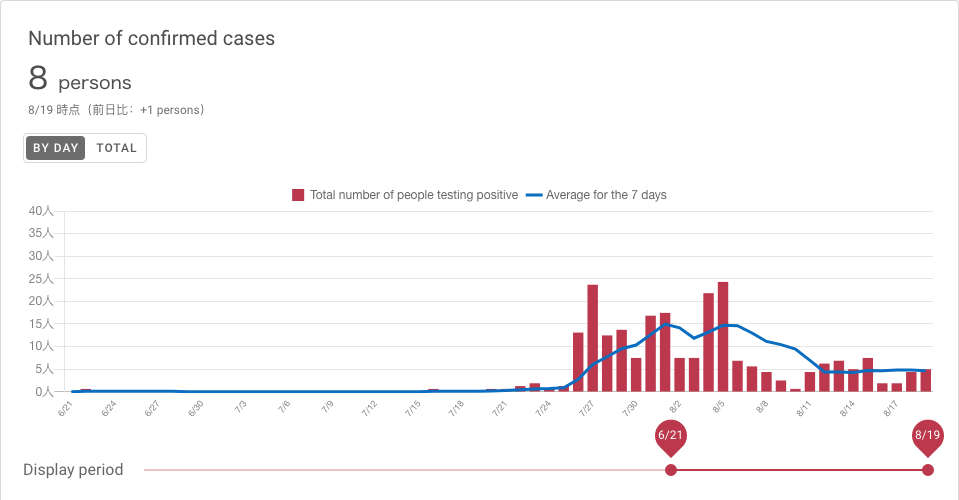 Number of confirmed cases
8 persons
8/19 時点（前日比：+1 persons）
BY DAY TOTAL
Total number of people testing positive Average for the 7 days
40人
35人
30人
25人
20人
15人
10人
5人
0人
6/21 6/24 6/27 6/30 7/3 7/6 7/9 7/12 7/15 7/18 7/21 7/24 7/27 7/30 8/2 8/5 8/8 8/11 8/14 8/17
6/21 8/19
Display period